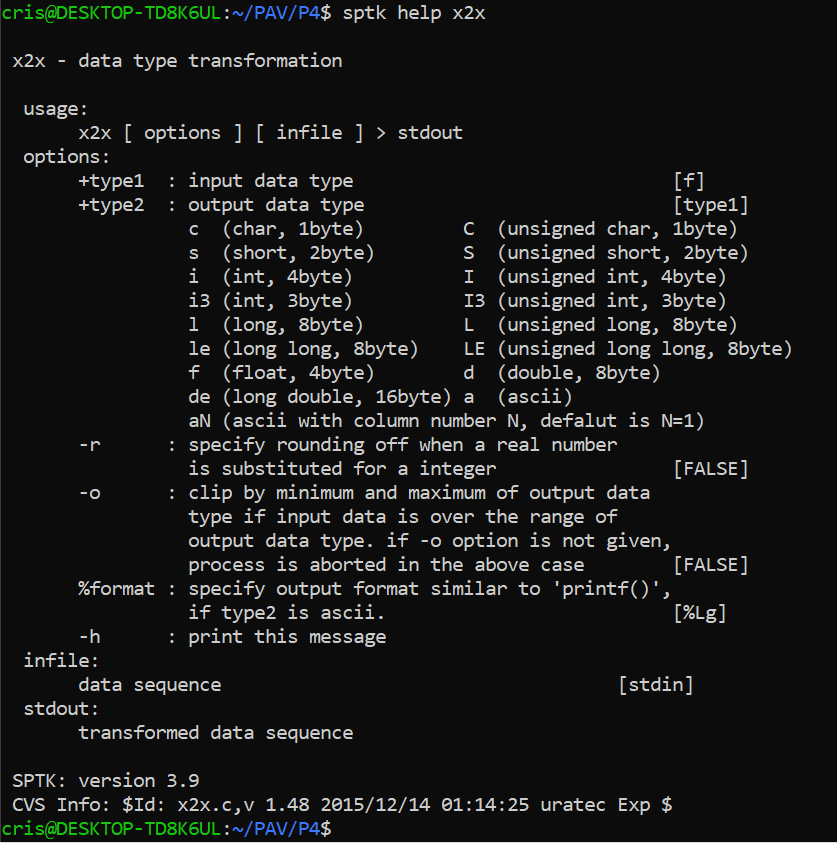 cris@DESKTOP-TD8K6UL:~/PAV/P4$ sptk help x2x
x2x - data type transformation
usage:
x2x [ options ] [ infile ] > stdout
options:
+type1 : input data type [f]
+type2 : output data type [type1]
c (char, 1byte) C (unsigned char, 1byte)
s (short, 2byte) S (unsigned short, 2byte)
i (int, 4byte) I (unsigned int, 4byte)
i3 (int, 3byte) I3 (unsigned int, 3byte)
l (long, 8byte) L (unsigned long, 8byte)
le (long long, 8byte) LE (unsigned long long, 8byte)
f (float, 4byte) d (double, 8byte)
de (long double, 16byte) a (ascii)
aN (ascii with column number N, defalut is N=1)
-r : specify rounding off when a real number
is substituted for a integer [FALSE]
-o : clip by minimum and maximum of output data
type if input data is over the range of
output data type. if -o option is not given,
process is aborted in the above case [FALSE]
%format : specify output format similar to 'printf()',
if type2 is ascii. [%Lg]
-h : print this message
infile:
data sequence [stdin]
stdout:
transformed data sequence
SPTK: version 3.9
CVS Info: $Id: x2x.c,v 1.48 2015/12/14 01:14:25 uratec Exp $
cris@DESKTOP-TD8K6UL:~/PAV/P4$